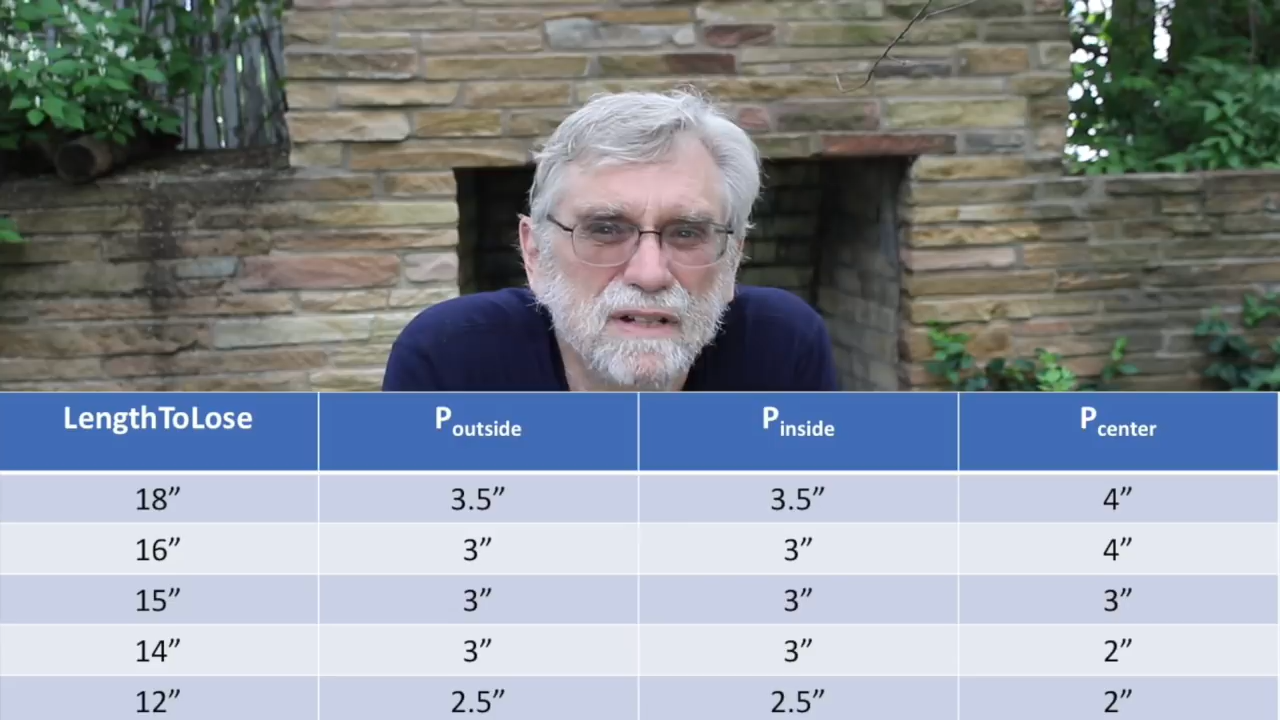 LengthToLose Poutside Pinside Pcenter
18” 3.5” 3.5” 4”
16” 3” 3” 4”
15” 3” 3” 3”
14” 3” 3” 2”
12” 2.5” 2.5” 2”